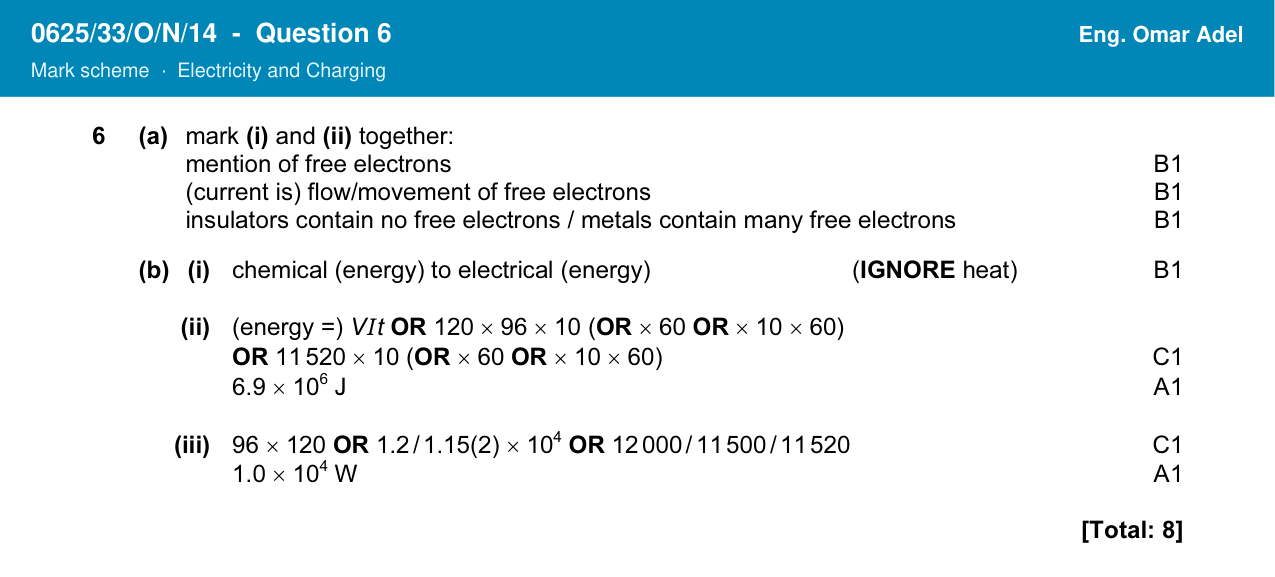 0625/33/O/N/14 - Question 6
Eng. Omar Adel
Mark scheme · Electricity and Charging
6 (a) mark (i) and (ii) together:
mention of free electrons B1
(current is) flow/movement of free electrons B1
insulators contain no free electrons / metals contain many free electrons B1
(b) (i) chemical (energy) to electrical (energy) (IGNORE heat) B1
(ii) (energy =) VIt OR 120 × 96 × 10 (OR × 60 OR × 10 × 60)
OR 11 520 × 10 (OR × 60 OR × 10 × 60) C1
6.9 × 10⁶ J A1
(iii) 96 × 120 OR 1.2 / 1.15(2) × 10⁴ OR 12 000 / 11 500 / 11 520 C1
1.0 × 10⁴ W A1
[Total: 8]